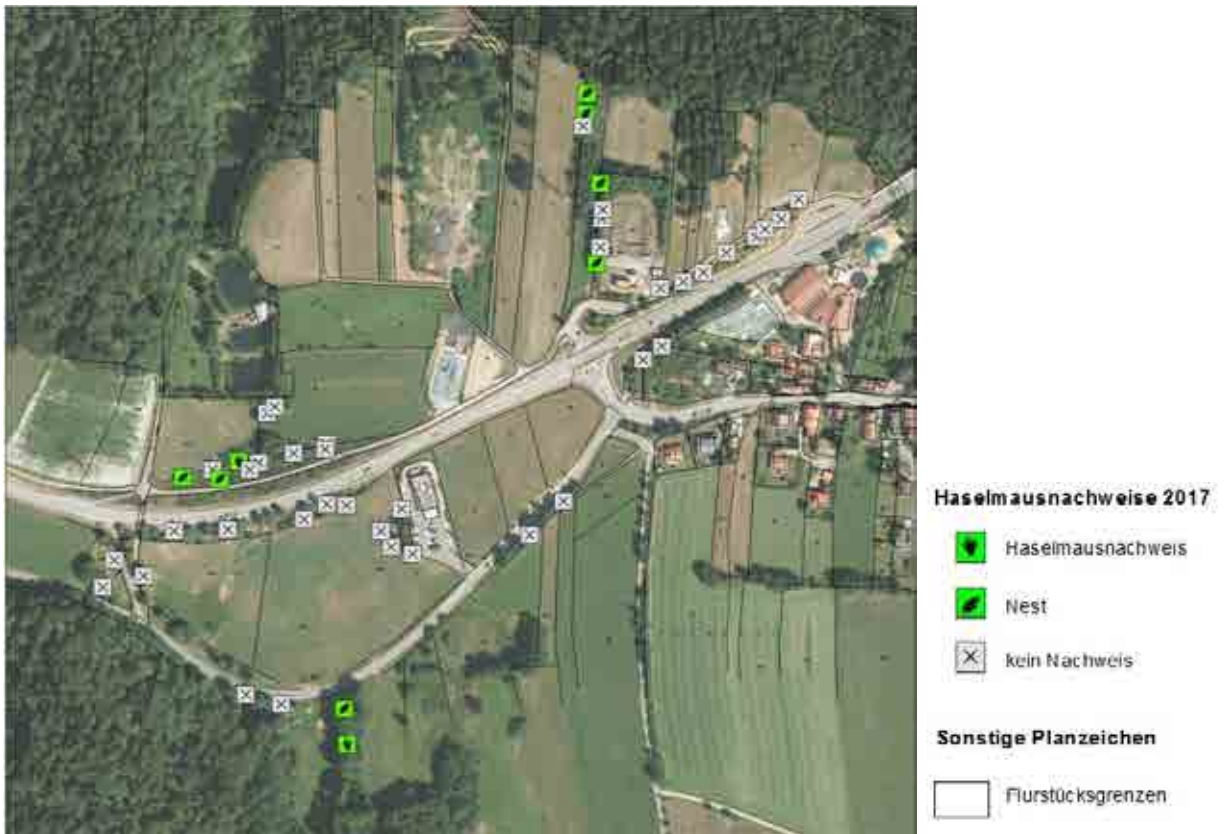 Haselmausnachweise 2017
Haselmausnachweis
Nest
kein Nachweis
Sonstige Planzeichen
Flurstücksgrenzen